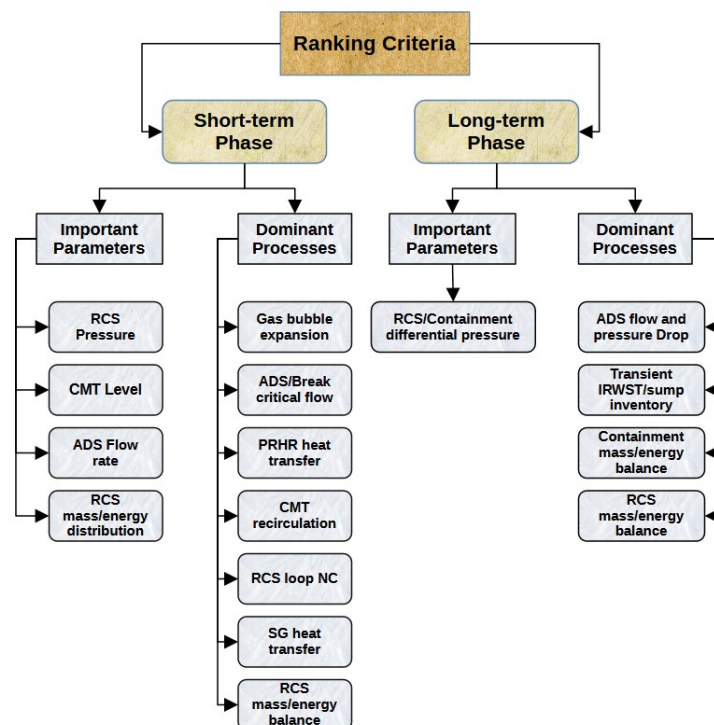 Ranking Criteria
Short-term
Phase
Long-term
Phase
Important
Parameters
Dominant
Processes
Important
Parameters
Dominant
Processes
RCS
Pressure
CMT Level
ADS Flow
rate
RCS
mass/energy
distribution
Gas bubble
expansion
ADS/Break
critical flow
PRHR heat
transfer
CMT
recirculation
RCS loop NC
SG heat
transfer
RCS
mass/energy
balance
RCS/Containment
differential pressure
ADS flow and
pressure Drop
Transient
IRWST/sump
inventory
Containment
mass/energy
balance
RCS
mass/energy
balance